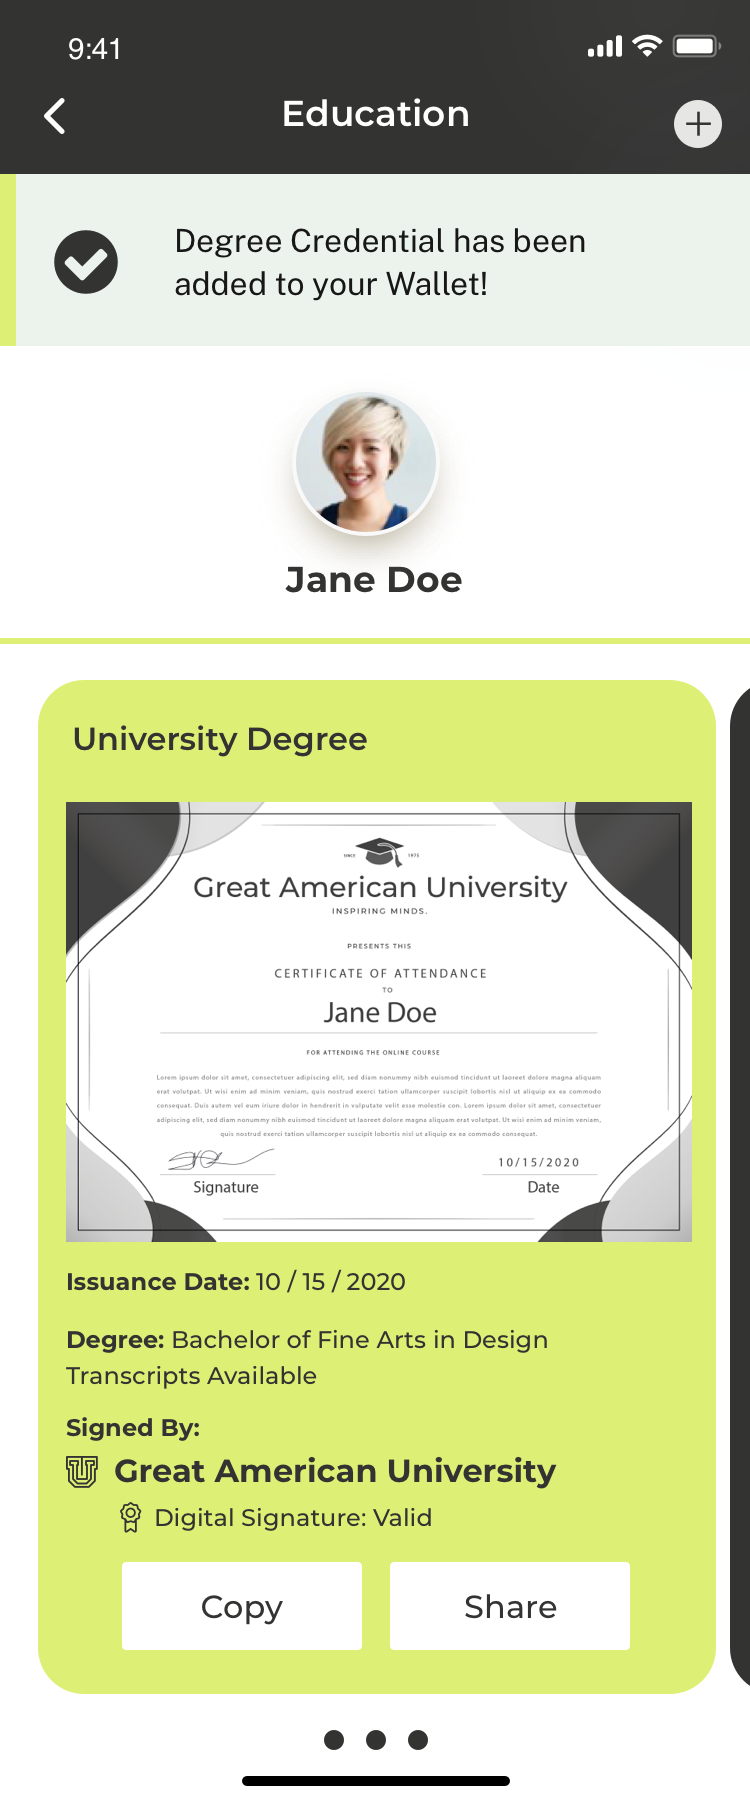 9:41
Education
Degree Credential has been
added to your Wallet!
Jane Doe
University Degree
SINCE 1975
Great American University
INSPIRING MINDS.
PRESENTS THIS
CERTIFICATE OF ATTENDANCE
TO
Jane Doe
FOR ATTENDING THE ONLINE COURSE
Lorem ipsum dolor sit amet, consectetuer adipiscing elit, sed diam nonummy nibh euismod tincidunt ut laoreet dolore magna aliquam
erat volutpat. Ut wisi enim ad minim veniam, quis nostrud exerci tation ullamcorper suscipit lobortis nisl ut aliquip ex ea commodo
consequat. Duis autem vel eum iriure dolor in hendrerit in vulputate velit esse molestie con. Lorem ipsum dolor sit amet, consectetuer
adipiscing elit, sed diam nonummy nibh euismod tincidunt ut laoreet dolore magna aliquam erat volutpat. Ut wisi enim ad minim veniam,
quis nostrud exerci tation ullamcorper suscipit lobortis nisl ut aliquip ex ea commodo consequat.
10/15/2020
Signature Date
Issuance Date: 10 / 15 / 2020
Degree: Bachelor of Fine Arts in Design
Transcripts Available
Signed By:
U Great American University
Digital Signature: Valid
Copy Share